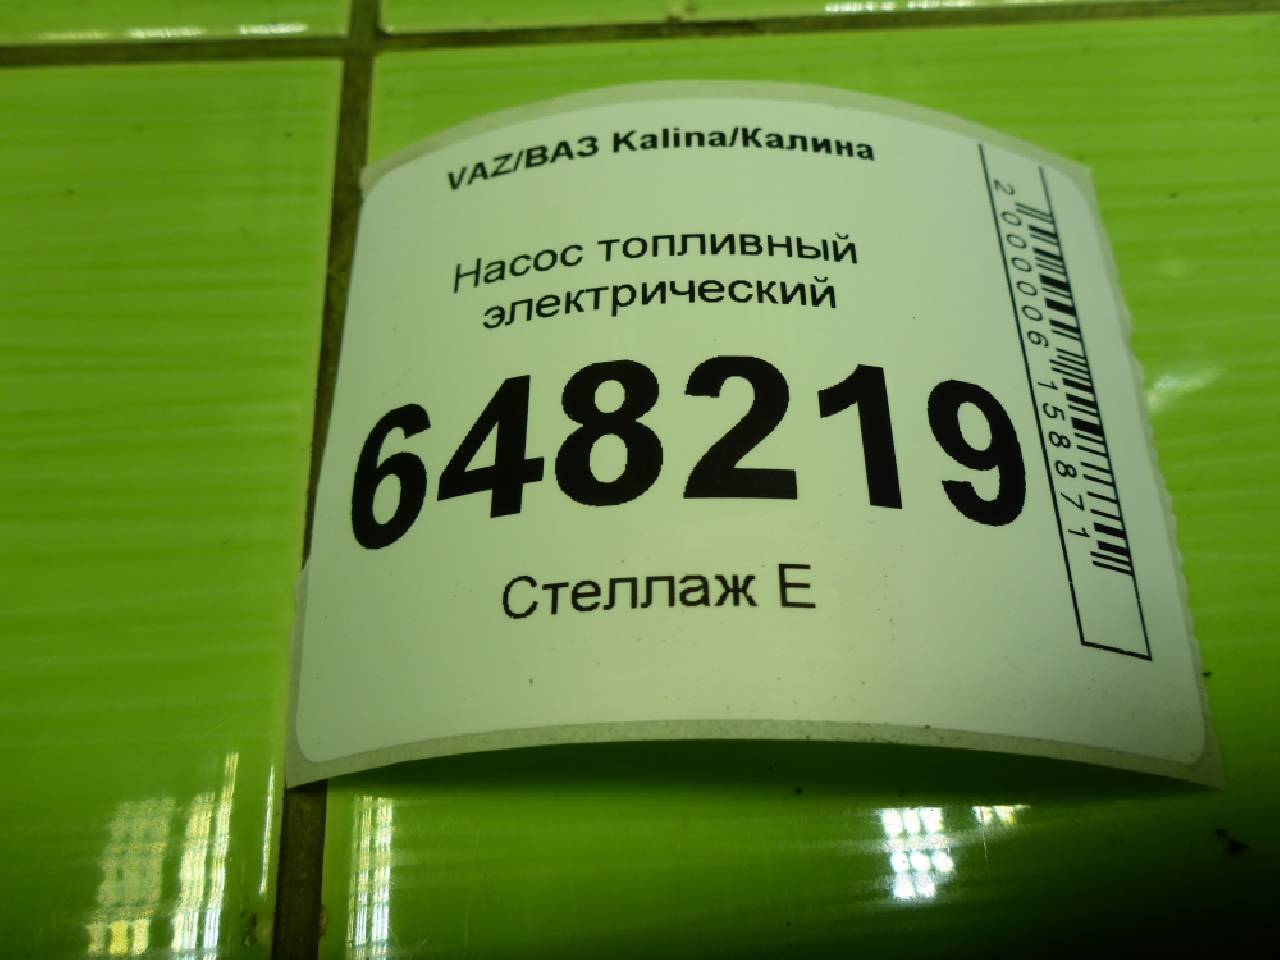 VAZ/ВАЗ Kalina/Калина
Насос топливный
электрический
648219
Стеллаж Е
2000006158871